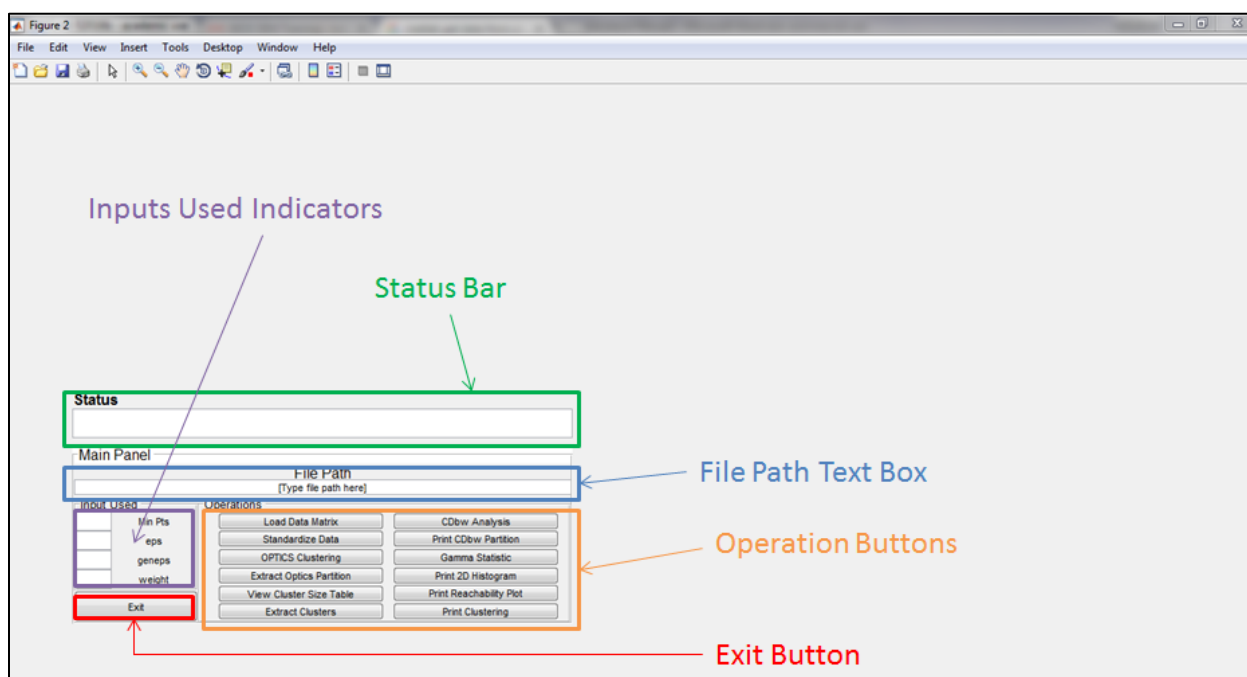 Figure 2
File Edit View Insert Tools Desktop Window Help
Inputs Used Indicators
Status Bar
Status
Main Panel
File Path
[Type file path here]
File Path Text Box
Input Used
Operations
Min Pts
eps
geneps
weight
Load Data Matrix
CDbw Analysis
Standardize Data
Print CDbw Partition
OPTICS Clustering
Gamma Statistic
Extract Optics Partition
Print 2D Histogram
View Cluster Size Table
Print Reachability Plot
Extract Clusters
Print Clustering
Operation Buttons
Exit
Exit Button